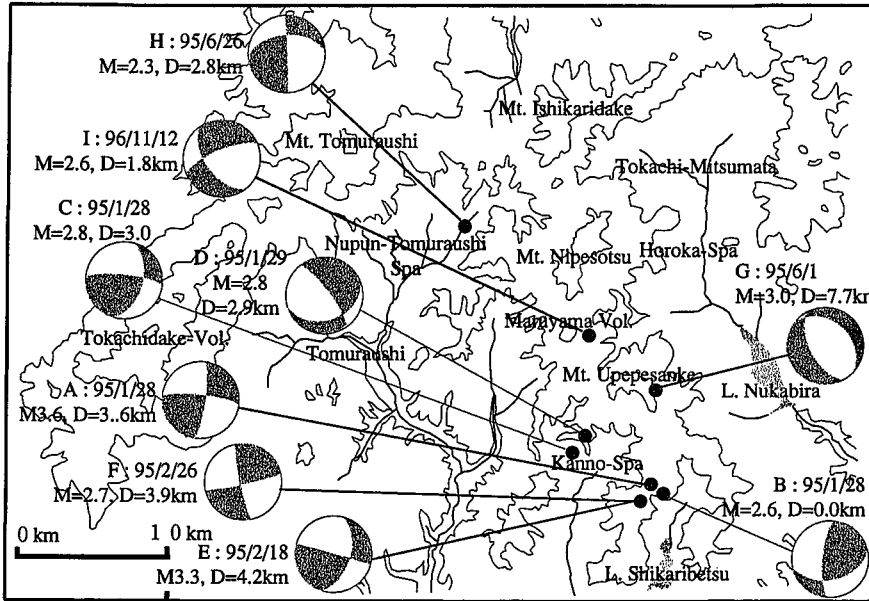 H : 95/6/26
M=2.3, D=2.8km
Mt. Ishikaridake
I : 96/11/12
M=2.6, D=1.8km
Mt. Tomuraushi
Tokachi-Mitsumata
C : 95/1/28
M=2.8, D=3.0
D : 95/1/29
M=2.8
D=2.9km
Nupun-Tomuraushi
Spa
Mt. Nipesotsu
Horoka-Spa
G : 95/6/1
M=3.0, D=7.7km
Tokachidake-Vol.
Tomuraushi
Maruyama Vol.
Mt. Upepesanke
L. Nukabira
A : 95/1/28
M3.6, D=3..6km
Kanno-Spa
F : 95/2/26
M=2.7, D=3.9km
B : 95/1/28
M=2.6, D=0.0km
0 km
1 0 km
E : 95/2/18
M3.3, D=4.2km
L. Shikaribetsu